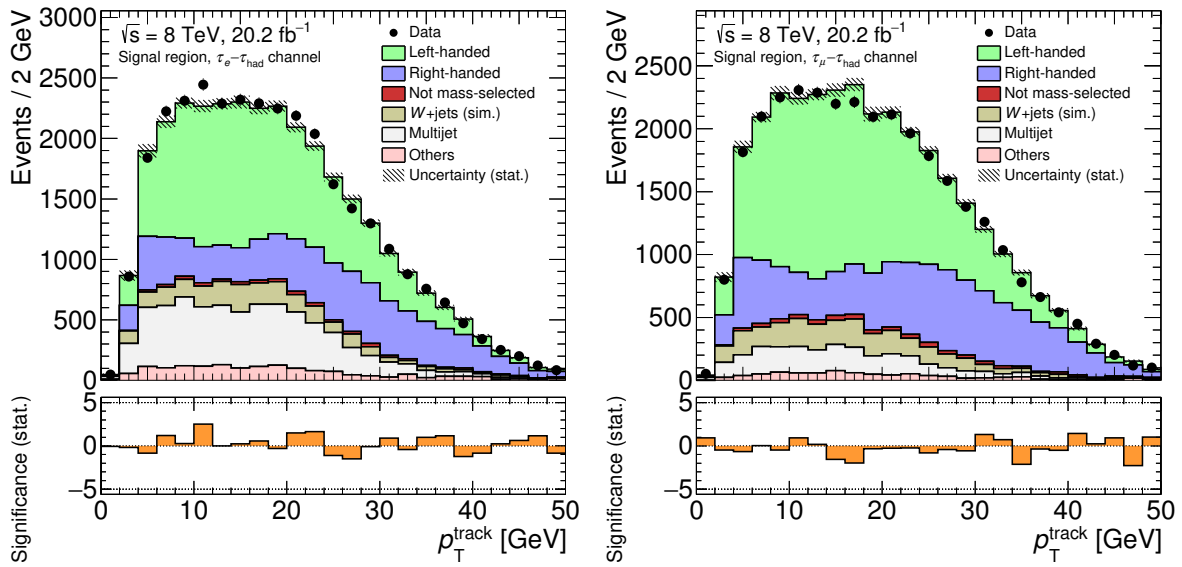 Events / 2 GeV
3000
2500
2000
1500
1000
500
0
√s = 8 TeV, 20.2 fb⁻¹
Signal region, τe−τhad channel
Data
Left-handed
Right-handed
Not mass-selected
W+jets (sim.)
Multijet
Others
Uncertainty (stat.)
Significance (stat.)
5
0
−5
0 10 20 30 40 50
pT^track [GeV]
Events / 2 GeV
2500
2000
1500
1000
500
0
√s = 8 TeV, 20.2 fb⁻¹
Signal region, τμ−τhad channel
Data
Left-handed
Right-handed
Not mass-selected
W+jets (sim.)
Multijet
Others
Uncertainty (stat.)
Significance (stat.)
5
0
−5
0 10 20 30 40 50
pT^track [GeV]